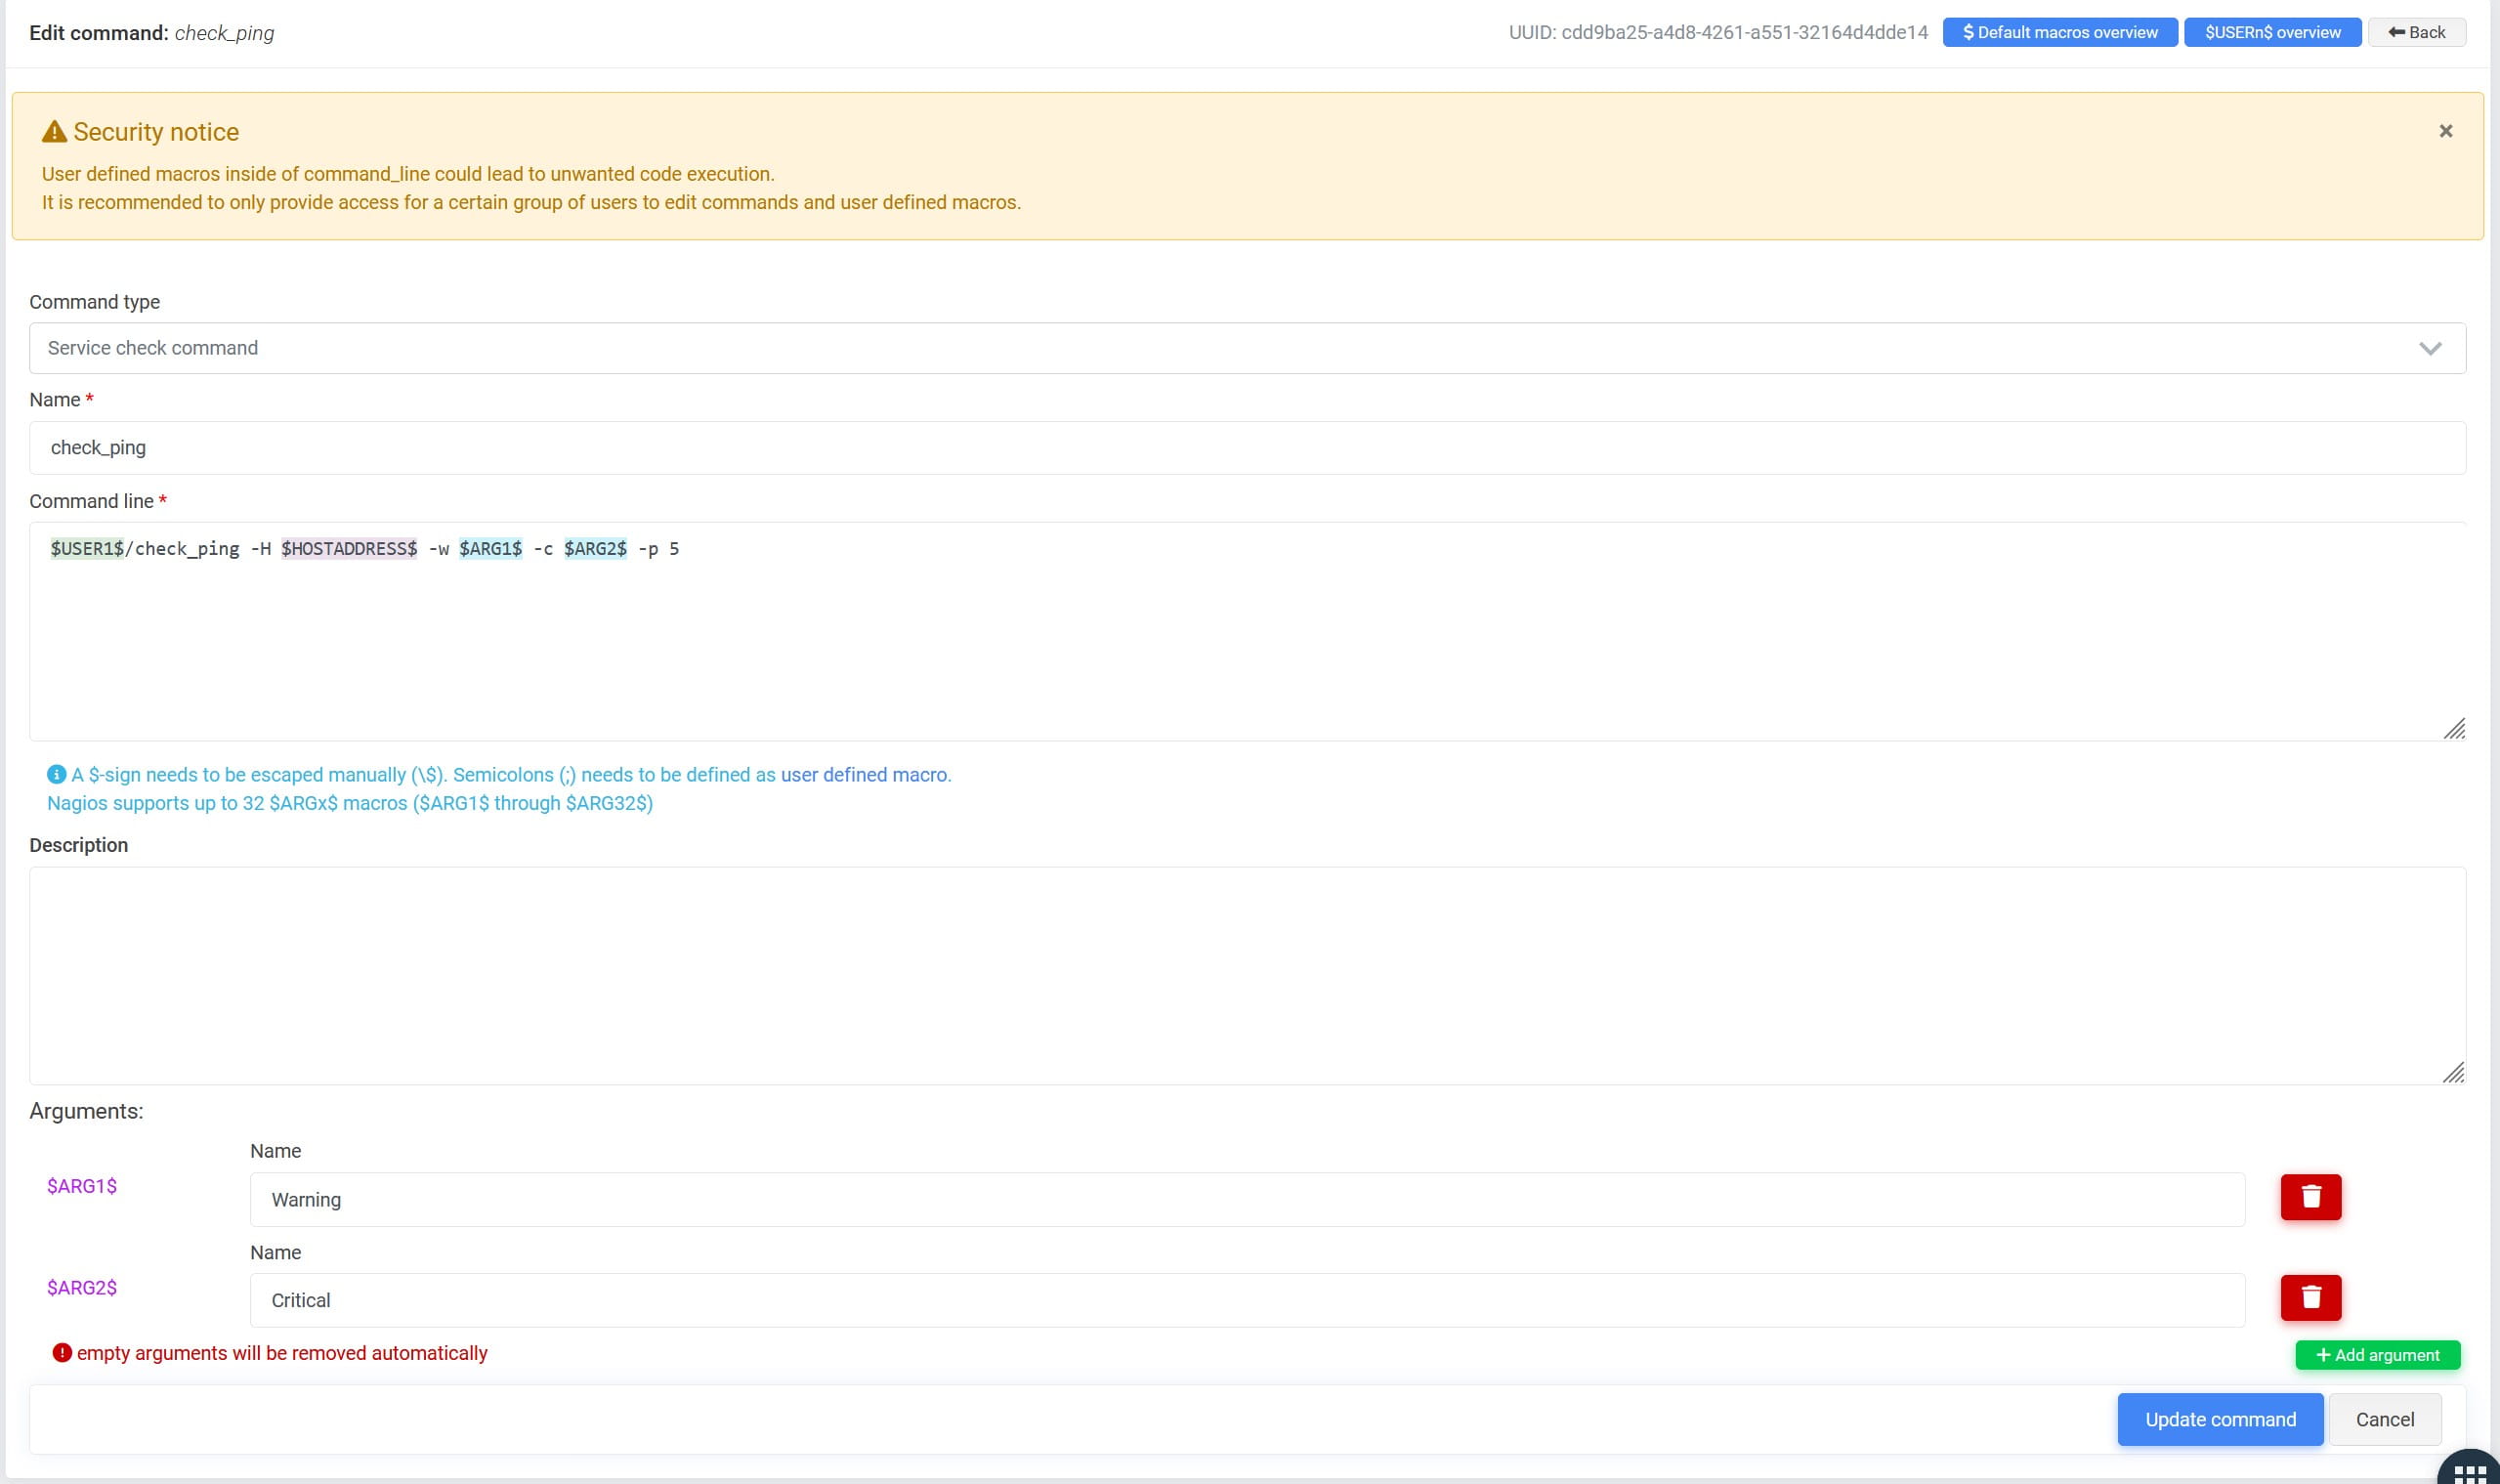 Edit command: check_ping
UUID: cdd9ba25-a4d8-4261-a551-32164d4dde14
$ Default macros overview
$USERn$ overview
Back
Security notice
×
User defined macros inside of command_line could lead to unwanted code execution.
It is recommended to only provide access for a certain group of users to edit commands and user defined macros.
Command type
Service check command
Name *
check_ping
Command line *
$USER1$/check_ping -H $HOSTADDRESS$ -w $ARG1$ -c $ARG2$ -p 5
A $-sign needs to be escaped manually (\$). Semicolons (;) needs to be defined as user defined macro.
Nagios supports up to 32 $ARGx$ macros ($ARG1$ through $ARG32$)
Description
Arguments:
Name
$ARG1$
Warning
Name
$ARG2$
Critical
empty arguments will be removed automatically
+ Add argument
Update command
Cancel